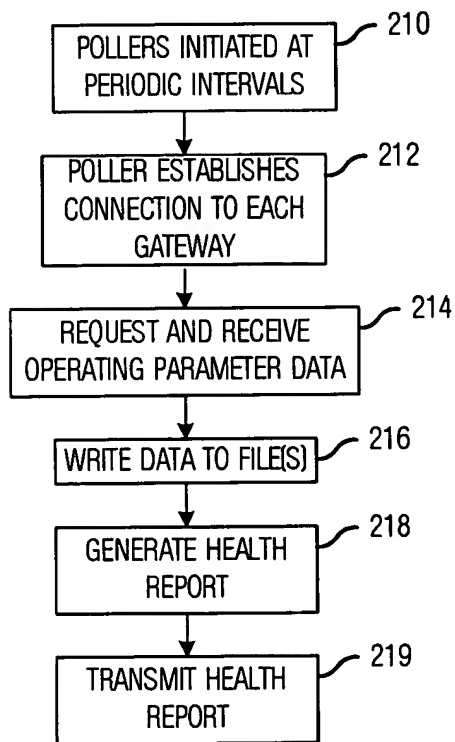 210
POLLERS INITIATED AT
PERIODIC INTERVALS
212
POLLER ESTABLISHES
CONNECTION TO EACH
GATEWAY
214
REQUEST AND RECEIVE
OPERATING PARAMETER DATA
216
WRITE DATA TO FILE(S)
218
GENERATE HEALTH
REPORT
219
TRANSMIT HEALTH
REPORT